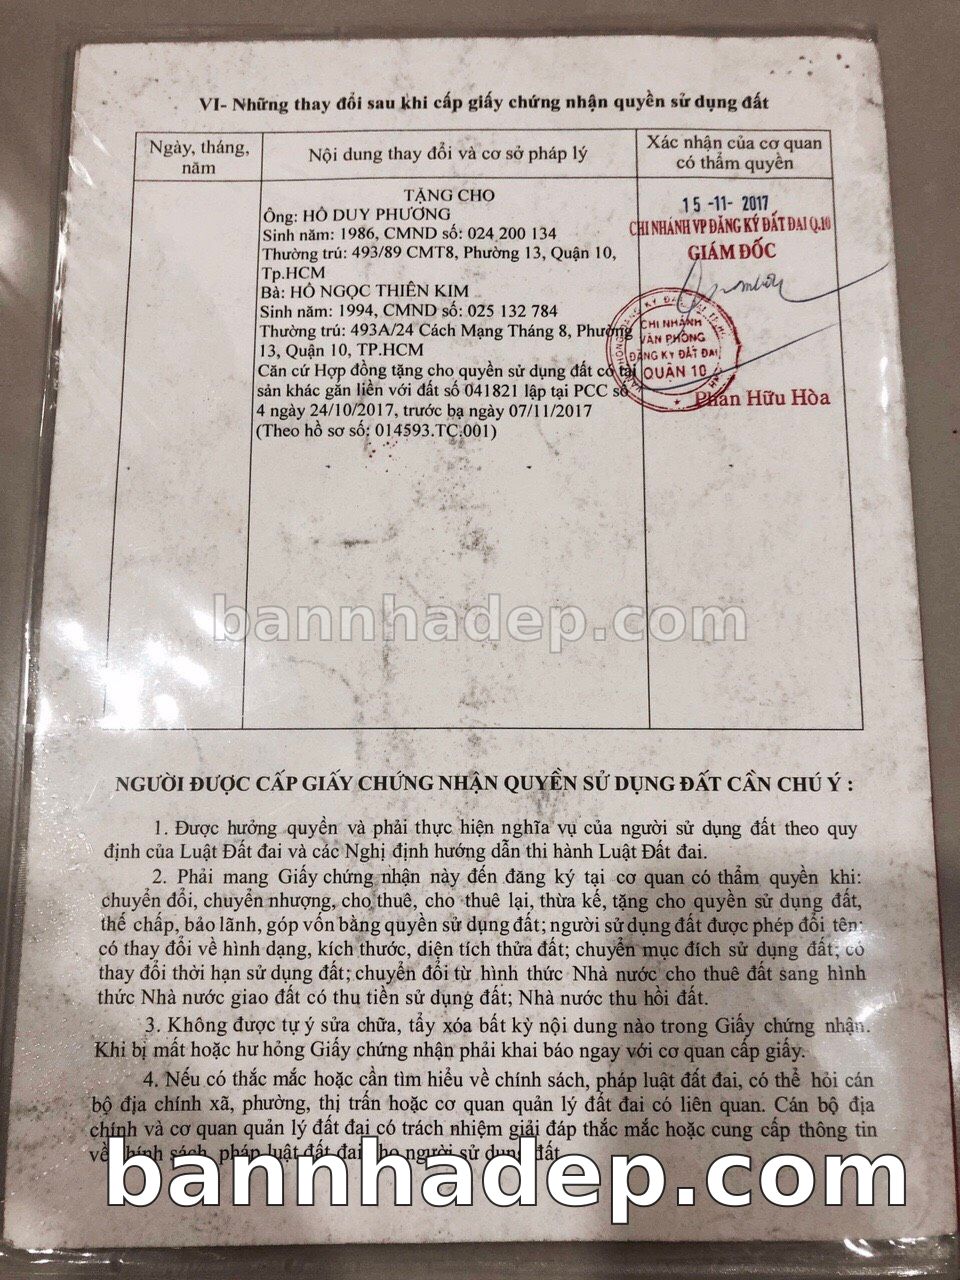 VI- Những thay đổi sau khi cấp giấy chứng nhận quyền sử dụng đất
Ngày, tháng,
năm
Nội dung thay đổi và cơ sở pháp lý
Xác nhận của cơ quan
có thẩm quyền
TẶNG CHO
Ông: HỒ DUY PHƯƠNG
Sinh năm: 1986, CMND số: 024 200 134
Thường trú: 493/89 CMT8, Phường 13, Quận 10,
Tp.HCM
Bà: HỒ NGỌC THIÊN KIM
Sinh năm: 1994, CMND số: 025 132 784
Thường trú: 493A/24 Cách Mạng Tháng 8, Phường
13, Quận 10, TP.HCM
Căn cứ Hợp đồng tặng cho quyền sử dụng đất có tài
sản khác gắn liền với đất số 041821 lập tại PCC số
4 ngày 24/10/2017, trước bạ ngày 07/11/2017
(Theo hồ sơ số: 014593.TC.001)
15 -11- 2017
CHI NHÁNH VP ĐĂNG KÝ ĐẤT ĐAI Q.10
GIÁM ĐỐC
CHI NHÁNH
VĂN PHÒNG
ĐĂNG KÝ ĐẤT ĐAI
QUẬN 10
Phan Hữu Hòa
bannhadep.com
NGƯỜI ĐƯỢC CẤP GIẤY CHỨNG NHẬN QUYỀN SỬ DỤNG ĐẤT CẦN CHÚ Ý :
1. Được hưởng quyền và phải thực hiện nghĩa vụ của người sử dụng đất theo quy
định của Luật Đất đai và các Nghị định hướng dẫn thi hành Luật Đất đai.
2. Phải mang Giấy chứng nhận này đến đăng ký tại cơ quan có thẩm quyền khi:
chuyển đổi, chuyển nhượng, cho thuê, cho thuê lại, thừa kế, tặng cho quyền sử dụng đất,
thế chấp, bảo lãnh, góp vốn bằng quyền sử dụng đất; người sử dụng đất được phép đổi tên;
có thay đổi về hình dạng, kích thước, diện tích thửa đất; chuyển mục đích sử dụng đất; có
thay đổi thời hạn sử dụng đất; chuyển đổi từ hình thức Nhà nước cho thuê đất sang hình
thức Nhà nước giao đất có thu tiền sử dụng đất; Nhà nước thu hồi đất.
3. Không được tự ý sửa chữa, tẩy xóa bất kỳ nội dung nào trong Giấy chứng nhận.
Khi bị mất hoặc hư hỏng Giấy chứng nhận phải khai báo ngay với cơ quan cấp giấy.
4. Nếu có thắc mắc hoặc cần tìm hiểu về chính sách, pháp luật đất đai, có thể hỏi cán
bộ địa chính xã, phường, thị trấn hoặc cơ quan quản lý đất đai có liên quan. Cán bộ địa
chính và cơ quan quản lý đất đai có trách nhiệm giải đáp thắc mắc hoặc cung cấp thông tin
về chính sách, pháp luật đất đai cho người sử dụng đất
bannhadep.com